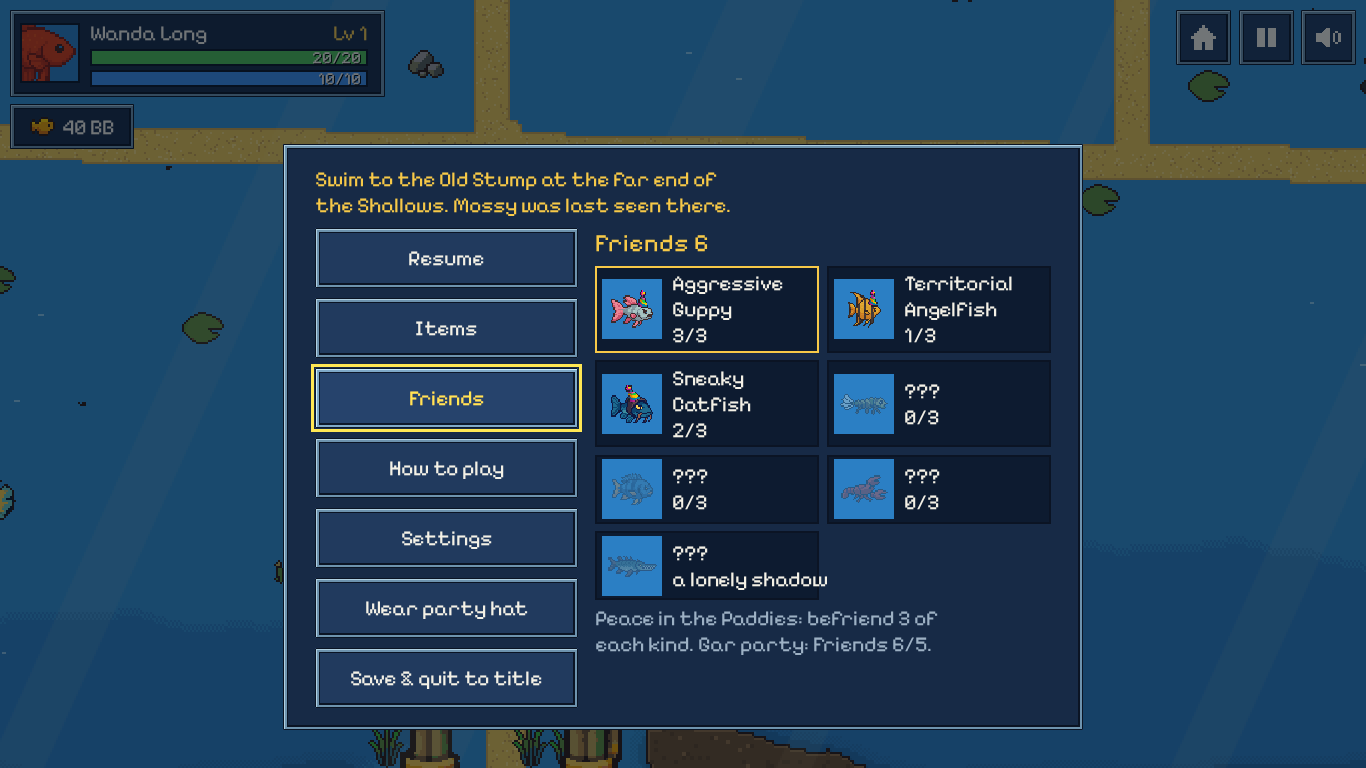 Wanda Long Lv 1
20/20
10/10
40 BB
Swim to the Old Stump at the far end of
the Shallows. Mossy was last seen there.
Resume
Items
Friends
How to play
Settings
Wear party hat
Save & quit to title
Friends 6
Aggressive
Guppy
3/3
Territorial
Angelfish
1/3
Sneaky
Catfish
2/3
???
0/3
???
0/3
???
0/3
???
a lonely shadow
Peace in the Paddies: befriend 3 of
each kind. Gar party: Friends 6/5.